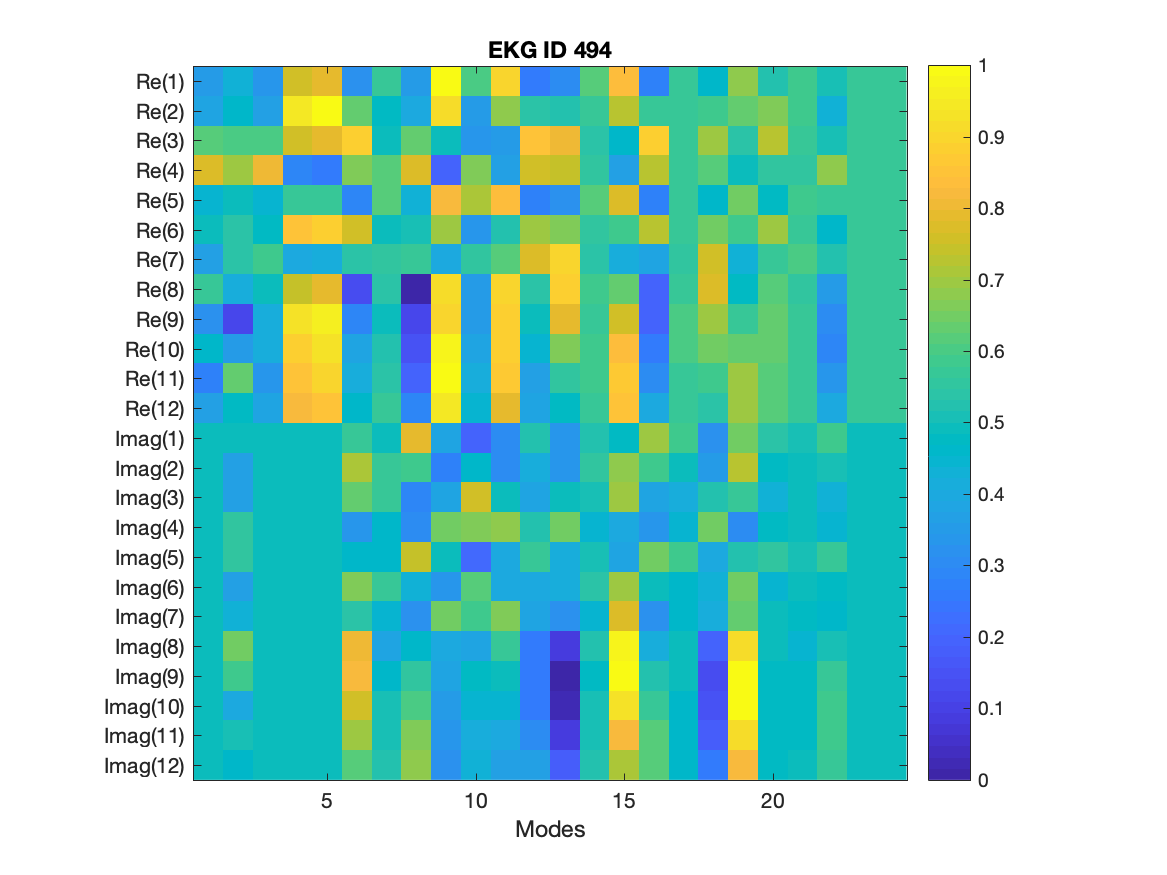 EKG ID 494
Re(1)
Re(2)
Re(3)
Re(4)
Re(5)
Re(6)
Re(7)
Re(8)
Re(9)
Re(10)
Re(11)
Re(12)
Imag(1)
Imag(2)
Imag(3)
Imag(4)
Imag(5)
Imag(6)
Imag(7)
Imag(8)
Imag(9)
Imag(10)
Imag(11)
Imag(12)
5 10 15 20
Modes
1
0.9
0.8
0.7
0.6
0.5
0.4
0.3
0.2
0.1
0